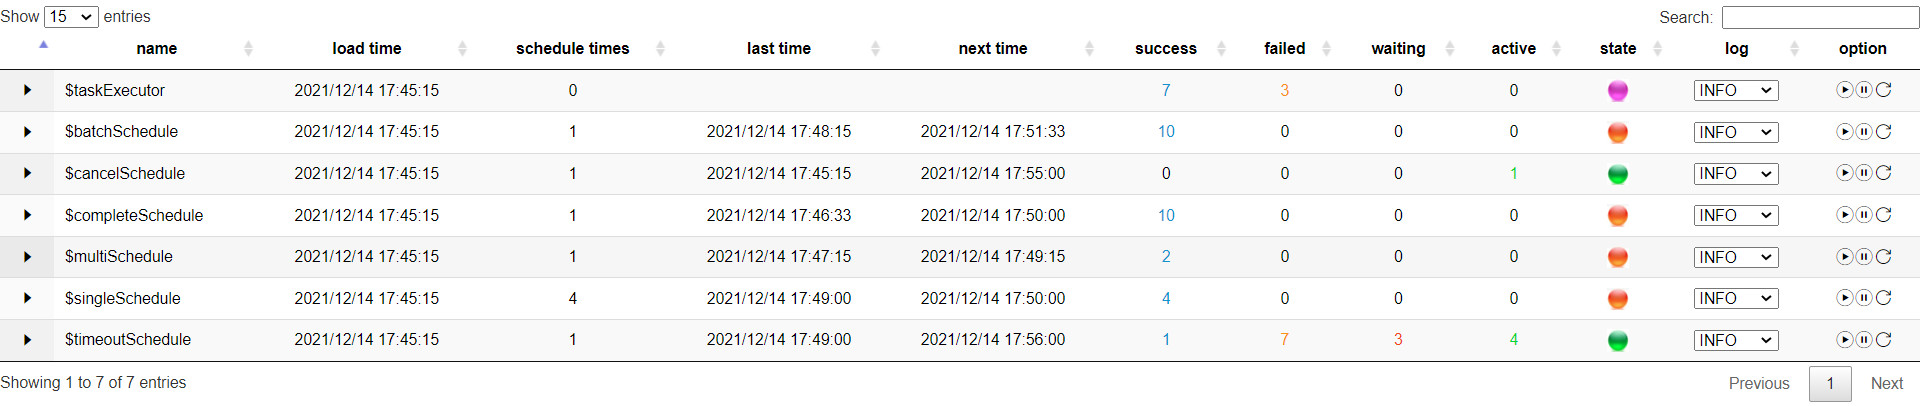 Show 15 entries Search:
name load time schedule times last time next time success failed waiting active state log option
$taskExecutor 2021/12/14 17:45:15 0 7 3 0 0 INFO
$batchSchedule 2021/12/14 17:45:15 1 2021/12/14 17:48:15 2021/12/14 17:51:33 10 0 0 0 INFO
$cancelSchedule 2021/12/14 17:45:15 1 2021/12/14 17:45:15 2021/12/14 17:55:00 0 0 0 1 INFO
$completeSchedule 2021/12/14 17:45:15 1 2021/12/14 17:46:33 2021/12/14 17:50:00 10 0 0 0 INFO
$multiSchedule 2021/12/14 17:45:15 1 2021/12/14 17:47:15 2021/12/14 17:49:15 2 0 0 0 INFO
$singleSchedule 2021/12/14 17:45:15 4 2021/12/14 17:49:00 2021/12/14 17:50:00 4 0 0 0 INFO
$timeoutSchedule 2021/12/14 17:45:15 1 2021/12/14 17:49:00 2021/12/14 17:56:00 1 7 3 4 INFO
Showing 1 to 7 of 7 entries Previous 1 Next